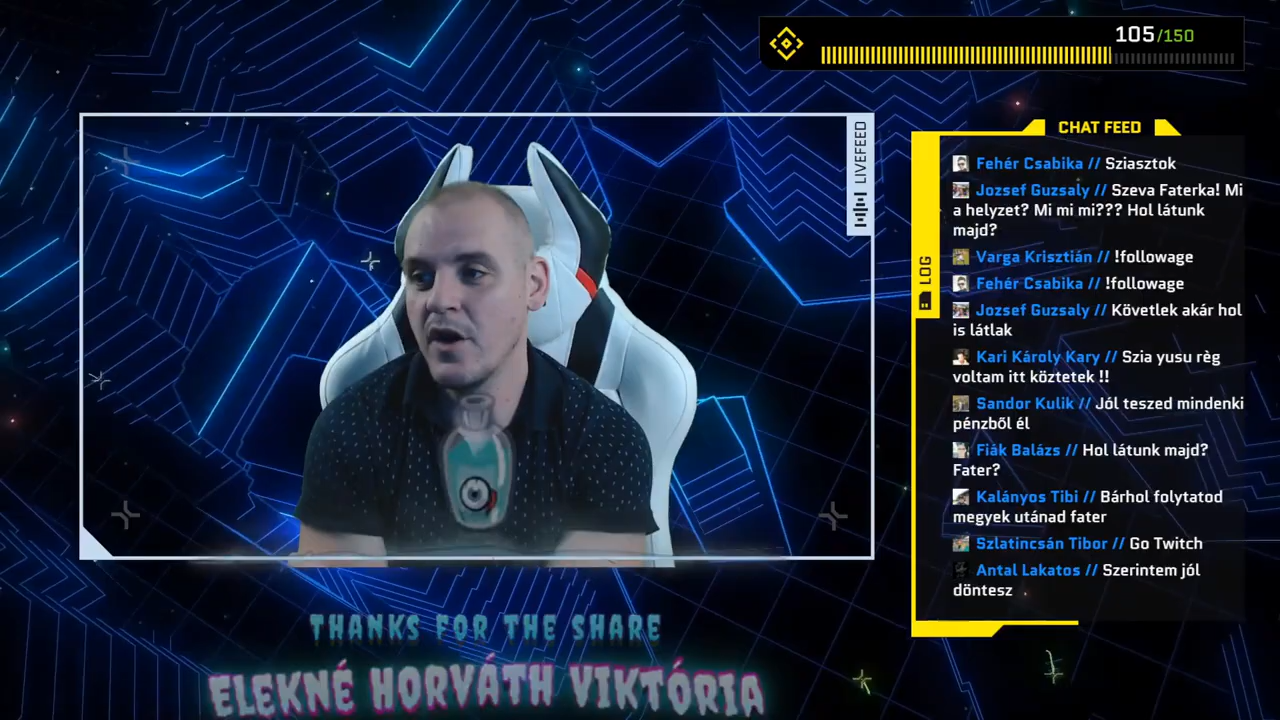 105/150
LIVEFEED
CHAT FEED
LOG
Fehér Csabika // Sziasztok
Jozsef Guzsaly // Szeva Faterka! Mi
a helyzet? Mi mi mi??? Hol látunk
majd?
Varga Krisztián // !followage
Fehér Csabika // !followage
Jozsef Guzsaly // Követlek akár hol
is látlak
Kari Károly Kary // Szia yusu règ
voltam itt köztetek !!
Sandor Kulik // Jól teszed mindenki
pénzből él
Fiák Balázs // Hol látunk majd?
Fater?
Kalányos Tibi // Bárhol folytatod
megyek utánad fater
Szlatincsán Tibor // Go Twitch
Antal Lakatos // Szerintem jól
döntesz
THANKS FOR THE SHARE
ELEKNÉ HORVÁTH VIKTÓRIA